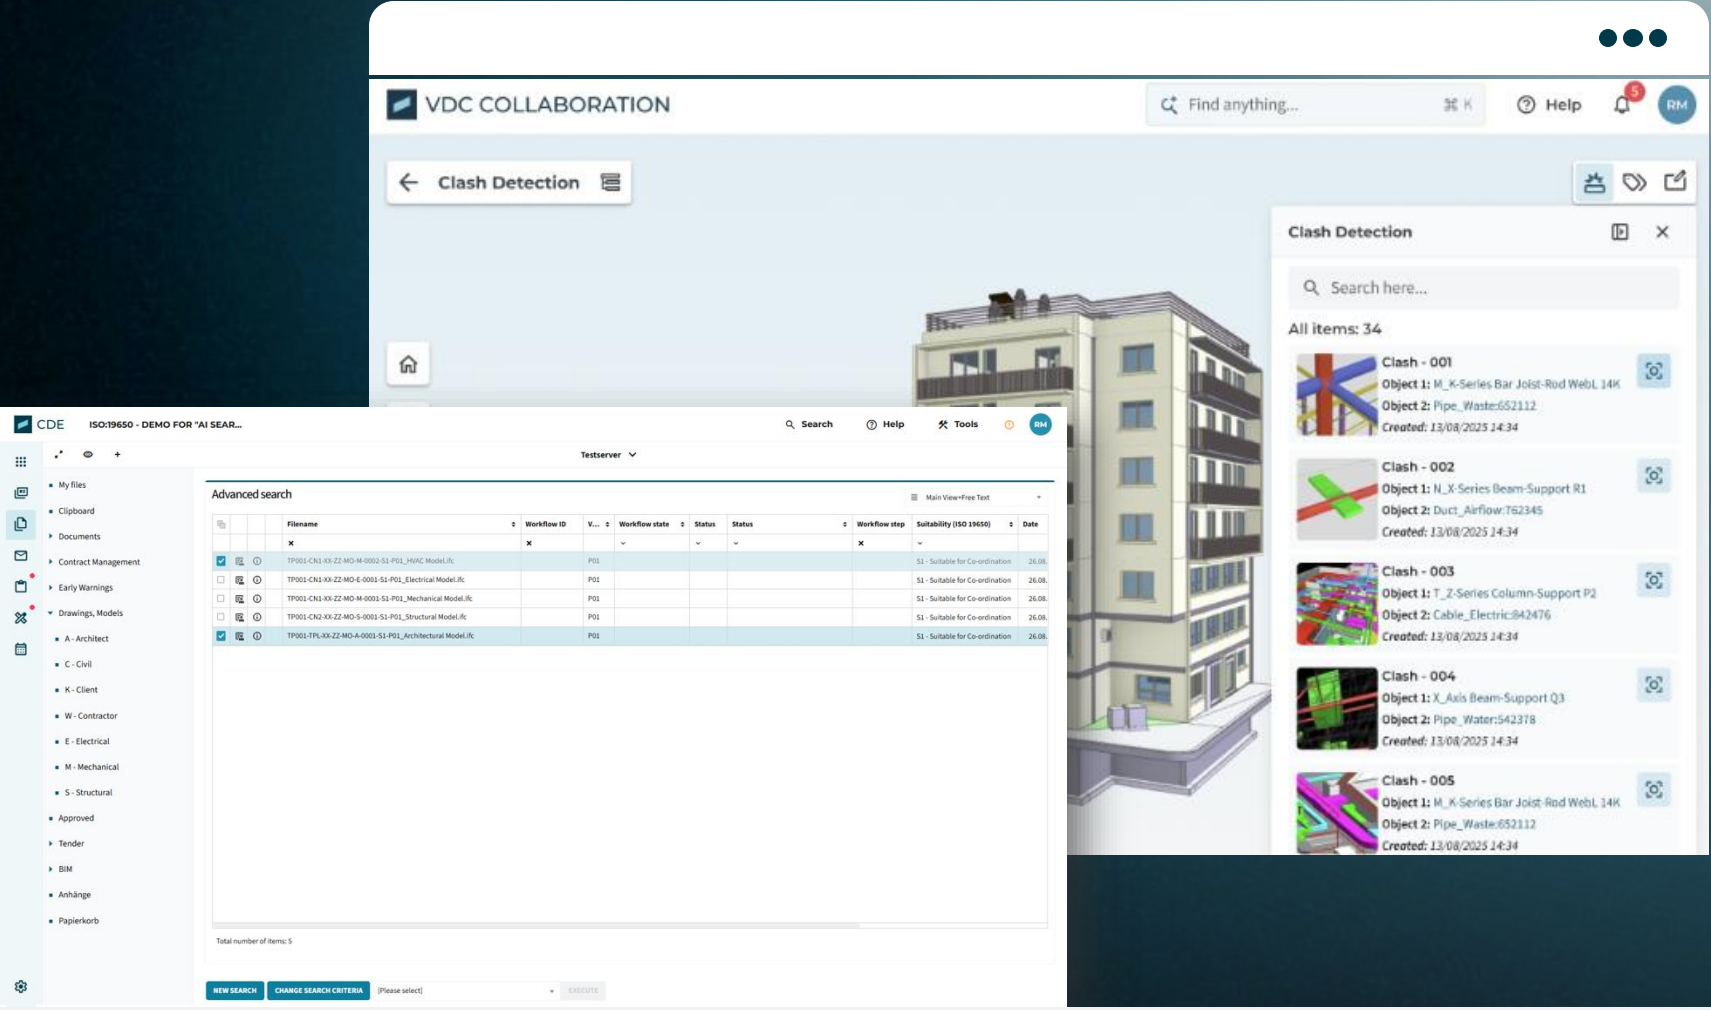 VDC COLLABORATION
Find anything...
⌘ K
Help
5
RM
Clash Detection
Clash Detection
Search here...
All items: 34
Clash - 001
Object 1: M_K-Series Bar Joist-Rod WebL 14K
Object 2: Pipe_Waste:652112
Created: 13/08/2025 14:34
Clash - 002
Object 1: N_X-Series Beam-Support R1
Object 2: Duct_Airflow:762345
Created: 13/08/2025 14:34
Clash - 003
Object 1: T_Z-Series Column-Support P2
Object 2: Cable_Electric:842476
Created: 13/08/2025 14:34
Clash - 004
Object 1: X_Axis Beam-Support Q3
Object 2: Pipe_Water:542378
Created: 13/08/2025 14:34
Clash - 005
Object 1: M_K-Series Bar Joist-Rod WebL 14K
Object 2: Pipe_Waste:652112
Created: 13/08/2025 14:34
CDE
ISO:19650 - DEMO FOR "AI SEAR...
Search
Help
Tools
RM
Testserver
My files
Clipboard
Documents
Contract Management
Early Warnings
Drawings, Models
A - Architect
C - Civil
K - Client
W - Contractor
E - Electrical
M - Mechanical
S - Structural
Approved
Tender
BIM
Anhänge
Papierkorb
Advanced search
Main View+Free Text
Filename Workflow ID V... Workflow state Status Status Workflow step Suitability (ISO 19650) Date
TP001-CN1-XX-ZZ-MO-M-0002-S1-P01_HVAC Model.ifc P01 S1 - Suitable for Co-ordination 26.08.
TP001-CN1-XX-ZZ-MO-E-0001-S1-P01_Electrical Model.ifc P01 S1 - Suitable for Co-ordination 26.08.
TP001-CN1-XX-ZZ-MO-M-0001-S1-P01_Mechanical Model.ifc P01 S1 - Suitable for Co-ordination 26.08.
TP001-CN2-XX-ZZ-MO-S-0001-S1-P01_Structural Model.ifc P01 S1 - Suitable for Co-ordination 26.08.
TP001-TPL-XX-ZZ-MO-A-0001-S1-P01_Architectural Model.ifc P01 S1 - Suitable for Co-ordination 26.08.
Total number of items: 5
NEW SEARCH
CHANGE SEARCH CRITERIA
[Please select]
EXECUTE